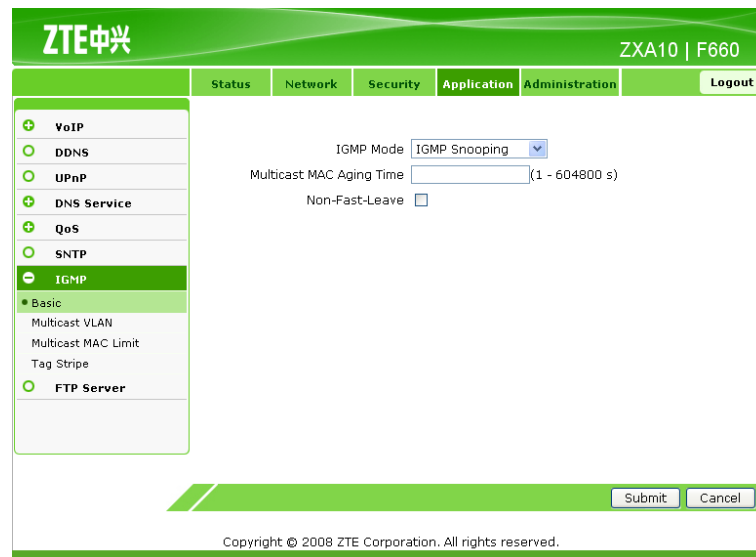 ZTE中兴
ZXA10 | F660
Status Network Security Application Administration Logout
VoIP
DDNS
UPnP
DNS Service
QoS
SNTP
IGMP
Basic
Multicast VLAN
Multicast MAC Limit
Tag Stripe
FTP Server
IGMP Mode IGMP Snooping
Multicast MAC Aging Time (1 - 604800 s)
Non-Fast-Leave
Submit Cancel
Copyright © 2008 ZTE Corporation. All rights reserved.